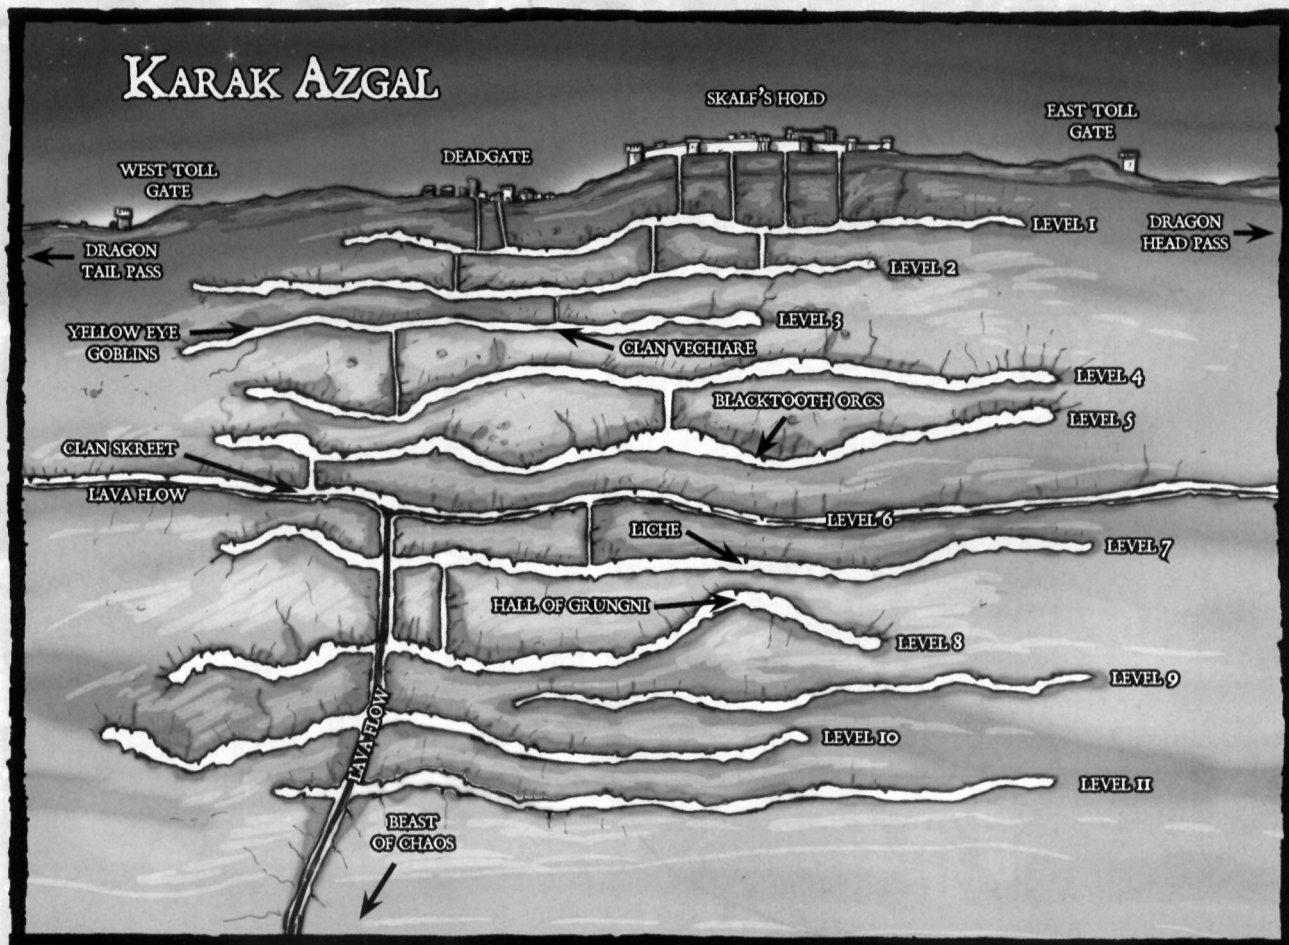 KARAK AZGAL
SKALF'S HOLD
EAST TOLL
GATE
DEADGATE
WEST TOLL
GATE
LEVEL 1
DRAGON
HEAD PASS
DRAGON
TAIL PASS
LEVEL 2
YELLOW EYE
GOBLINS
LEVEL 3
CLAN VECHIARE
LEVEL 4
BLACKTOOTH ORCS
LEVEL 5
CLAN SKREET
LAVA FLOW
LEVEL 6
LICHE
LEVEL 7
HALL OF GRUNGNI
LEVEL 8
LEVEL 9
LAVA FLOW
LEVEL 10
LEVEL 11
BEAST
OF CHAOS